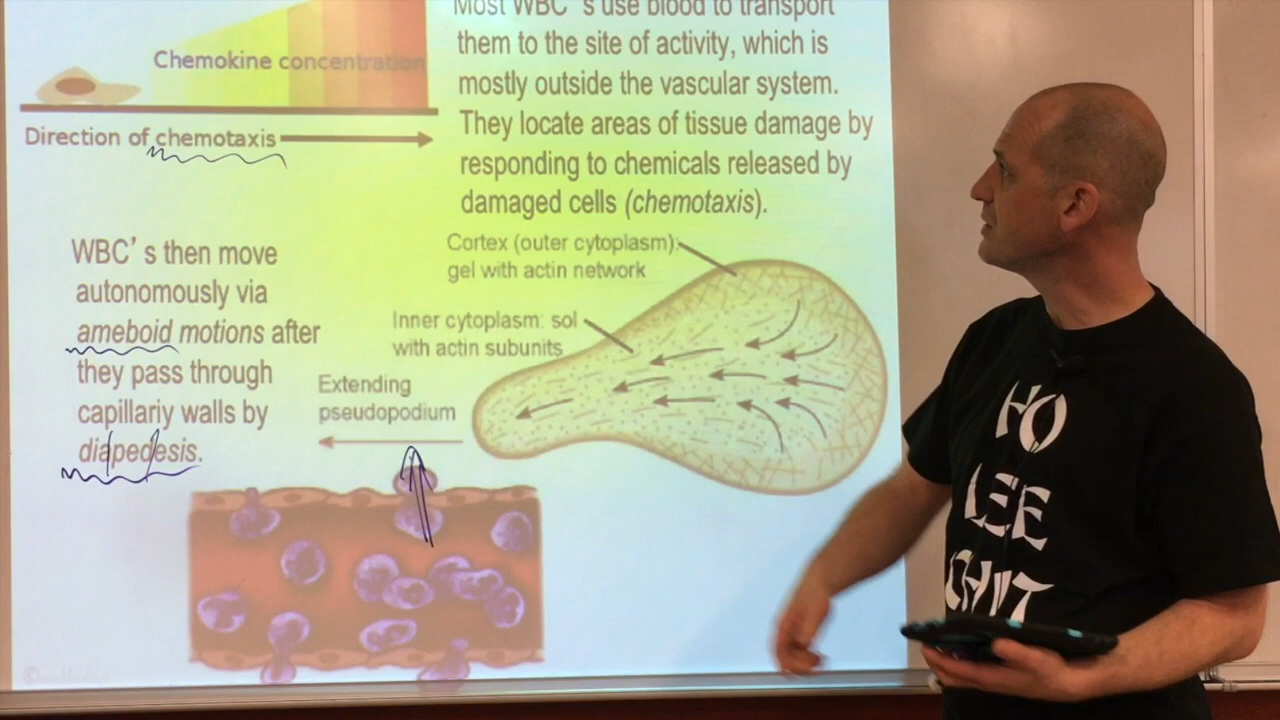 Most WBC's use blood to transport
them to the site of activity, which is
mostly outside the vascular system.
They locate areas of tissue damage by
responding to chemicals released by
damaged cells (chemotaxis).
Chemokine concentration
Direction of chemotaxis
WBC's then move
autonomously via
ameboid motions after
they pass through
capillariy walls by
diapedesis.
Cortex (outer cytoplasm):
gel with actin network
Inner cytoplasm: sol
with actin subunits
Extending
pseudopodium
HO
LEE
CHIT